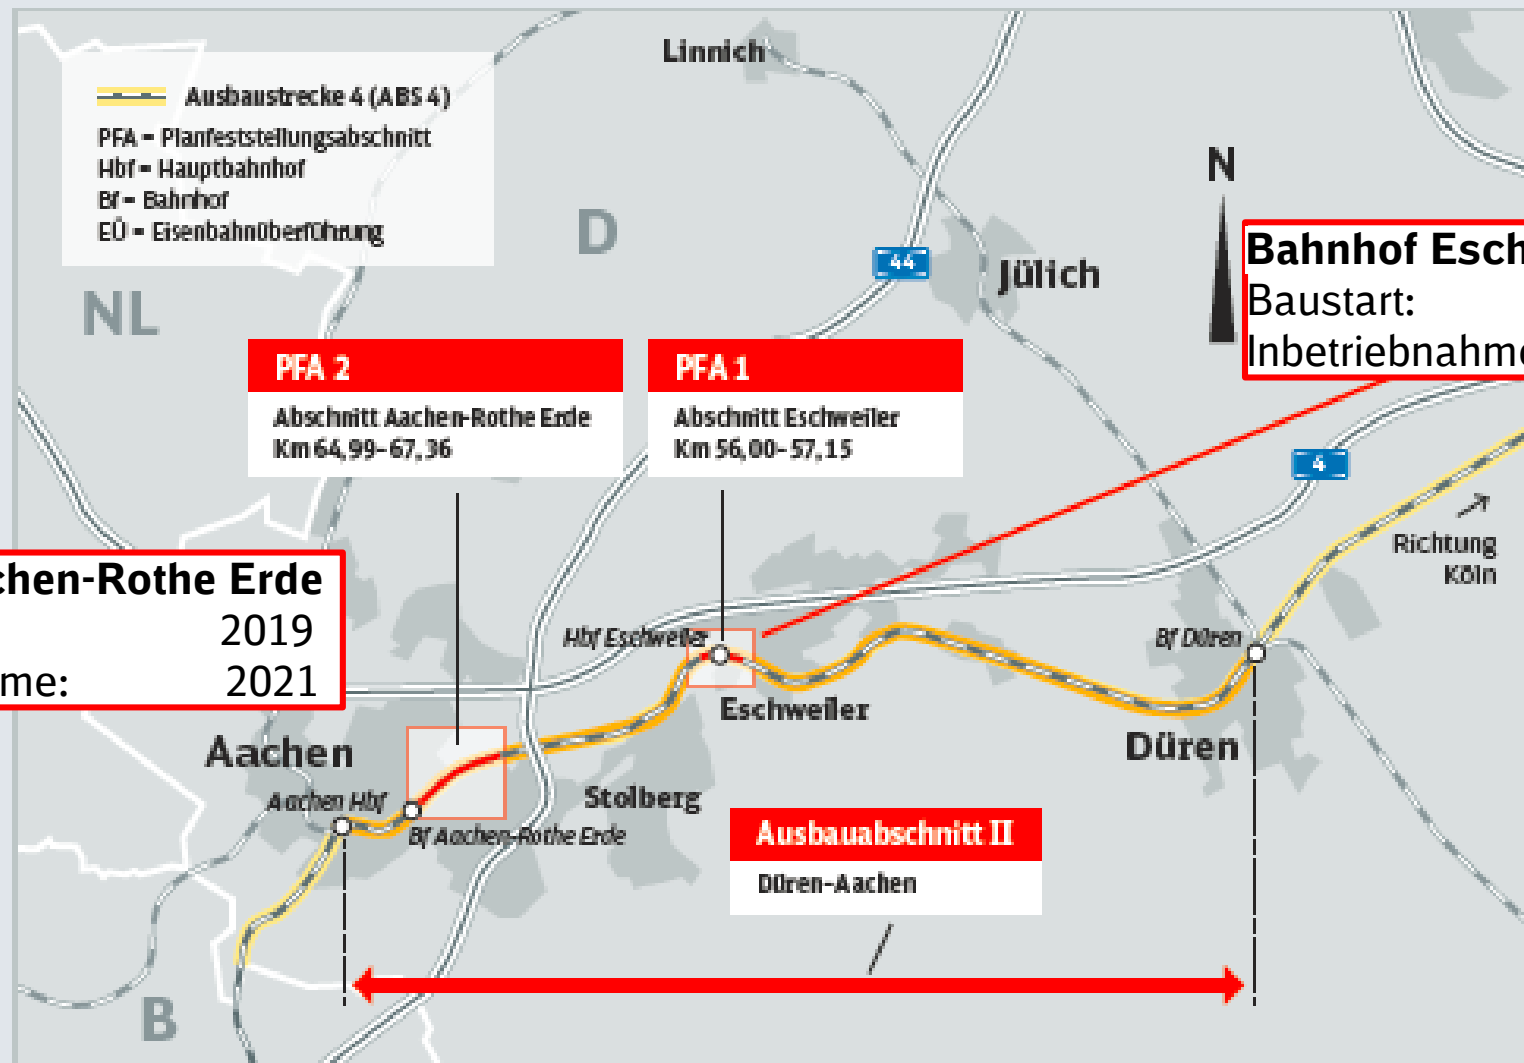 Linnich
Ausbaustrecke 4 (ABS 4)
PFA = Planfeststellungsabschnitt
Hbf = Hauptbahnhof
Bf = Bahnhof
EÜ = Eisenbahnüberführung
D
NL
N
44
Jülich
Bahnhof Esch
Baustart:
Inbetriebnahme
PFA 2
Abschnitt Aachen-Rothe Erde
Km 64,99-67,36
PFA 1
Abschnitt Eschweiler
Km 56,00-57,15
4
Richtung
Köln
chen-Rothe Erde
2019
me: 2021
Hbf Eschweiler
Bf Düren
Eschweiler
Düren
Aachen
Aachen Hbf
Stolberg
Bf Aachen-Rothe Erde
Ausbauabschnitt II
Düren-Aachen
B